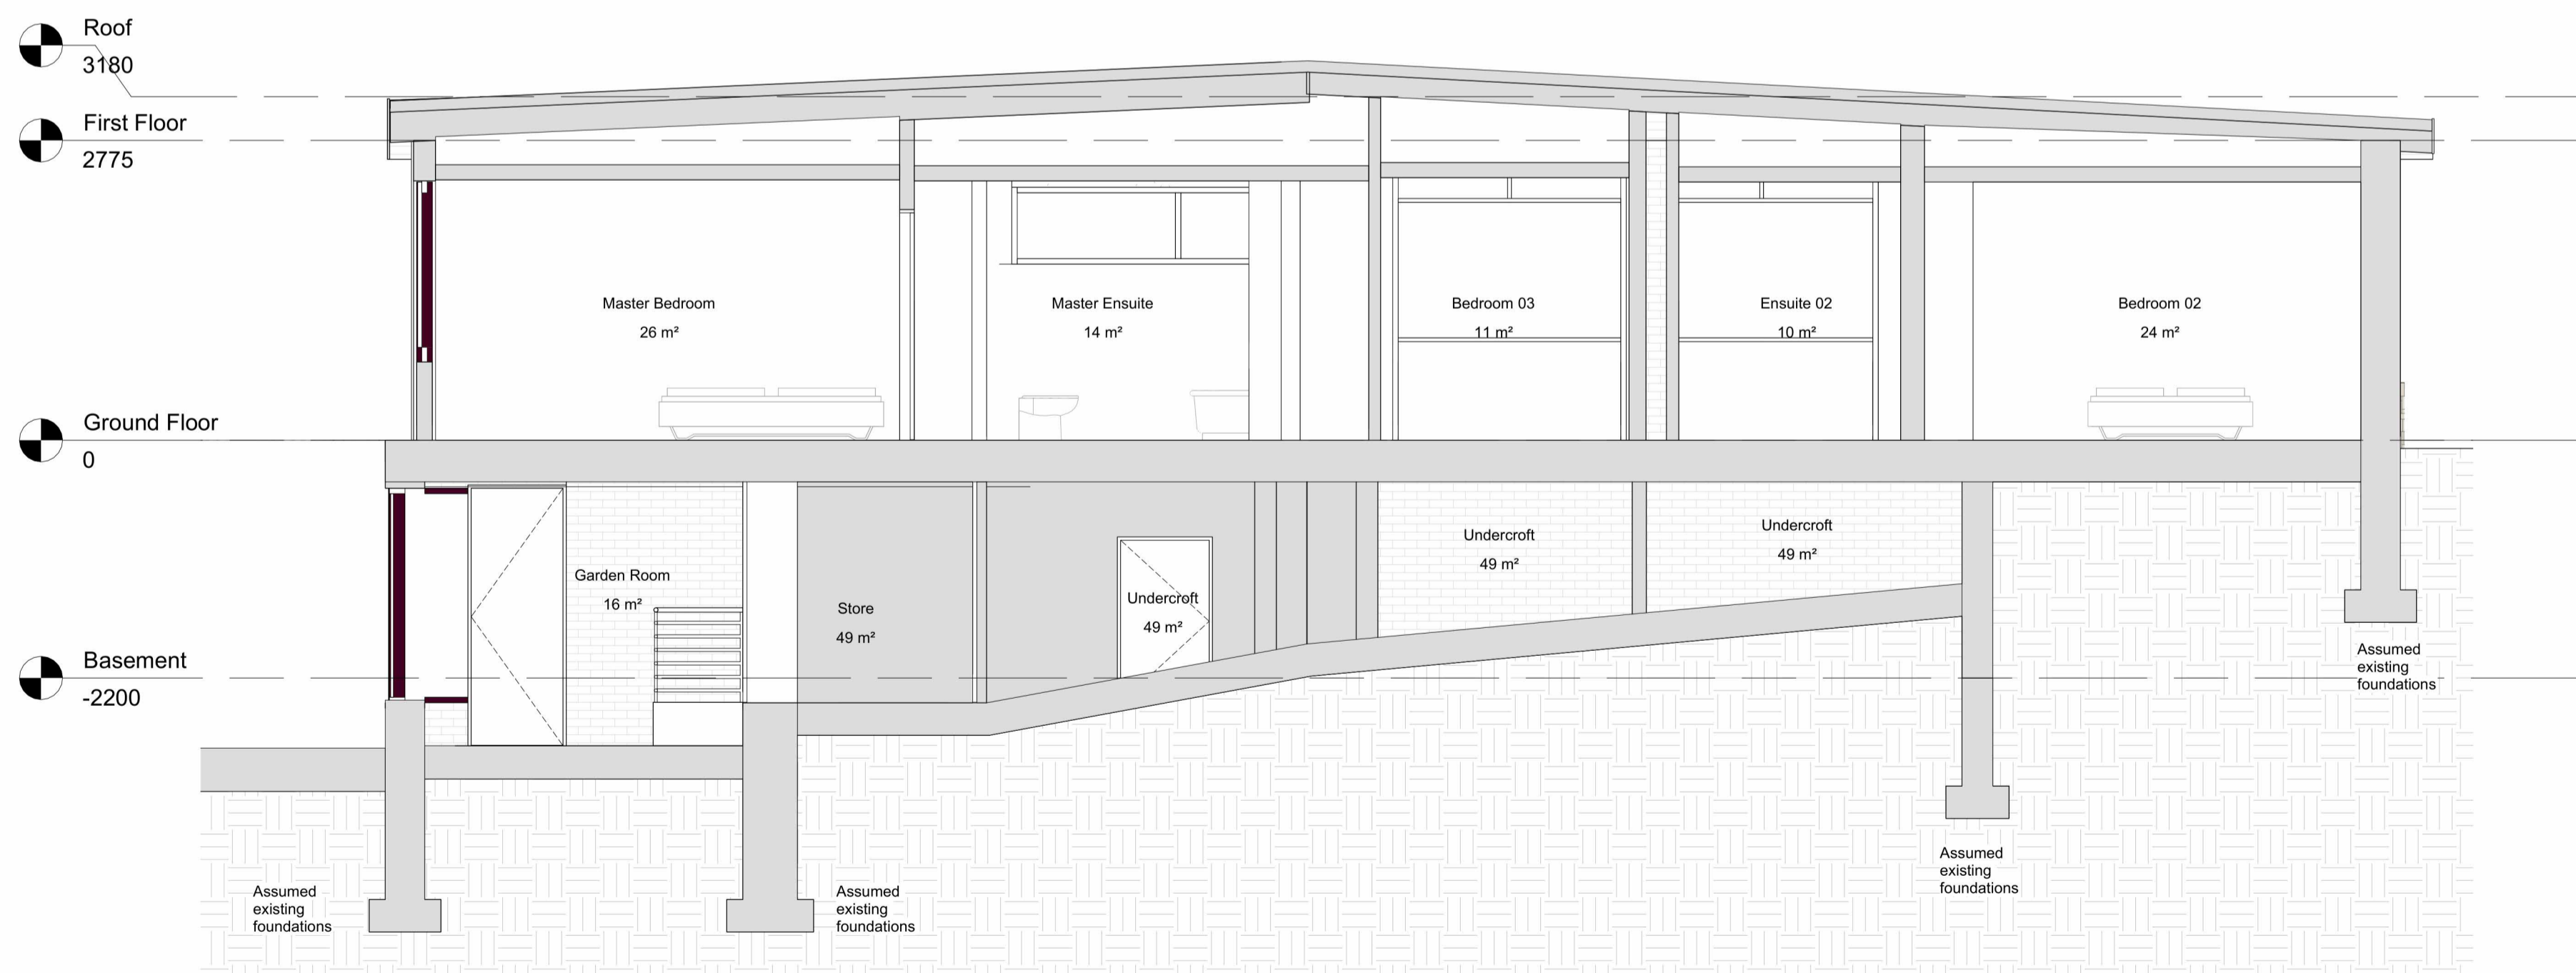 Roof
3180
First Floor
2775
Master Bedroom
26 m²
Master Ensuite
14 m²
Bedroom 03
11 m²
Ensuite 02
10 m²
Bedroom 02
24 m²
Ground Floor
0
Garden Room
16 m²
Store
49 m²
Undercroft
49 m²
Undercroft
49 m²
Undercroft
49 m²
Basement
-2200
Assumed
existing
foundations
Assumed
existing
foundations
Assumed
existing
foundations
Assumed
existing
foundations